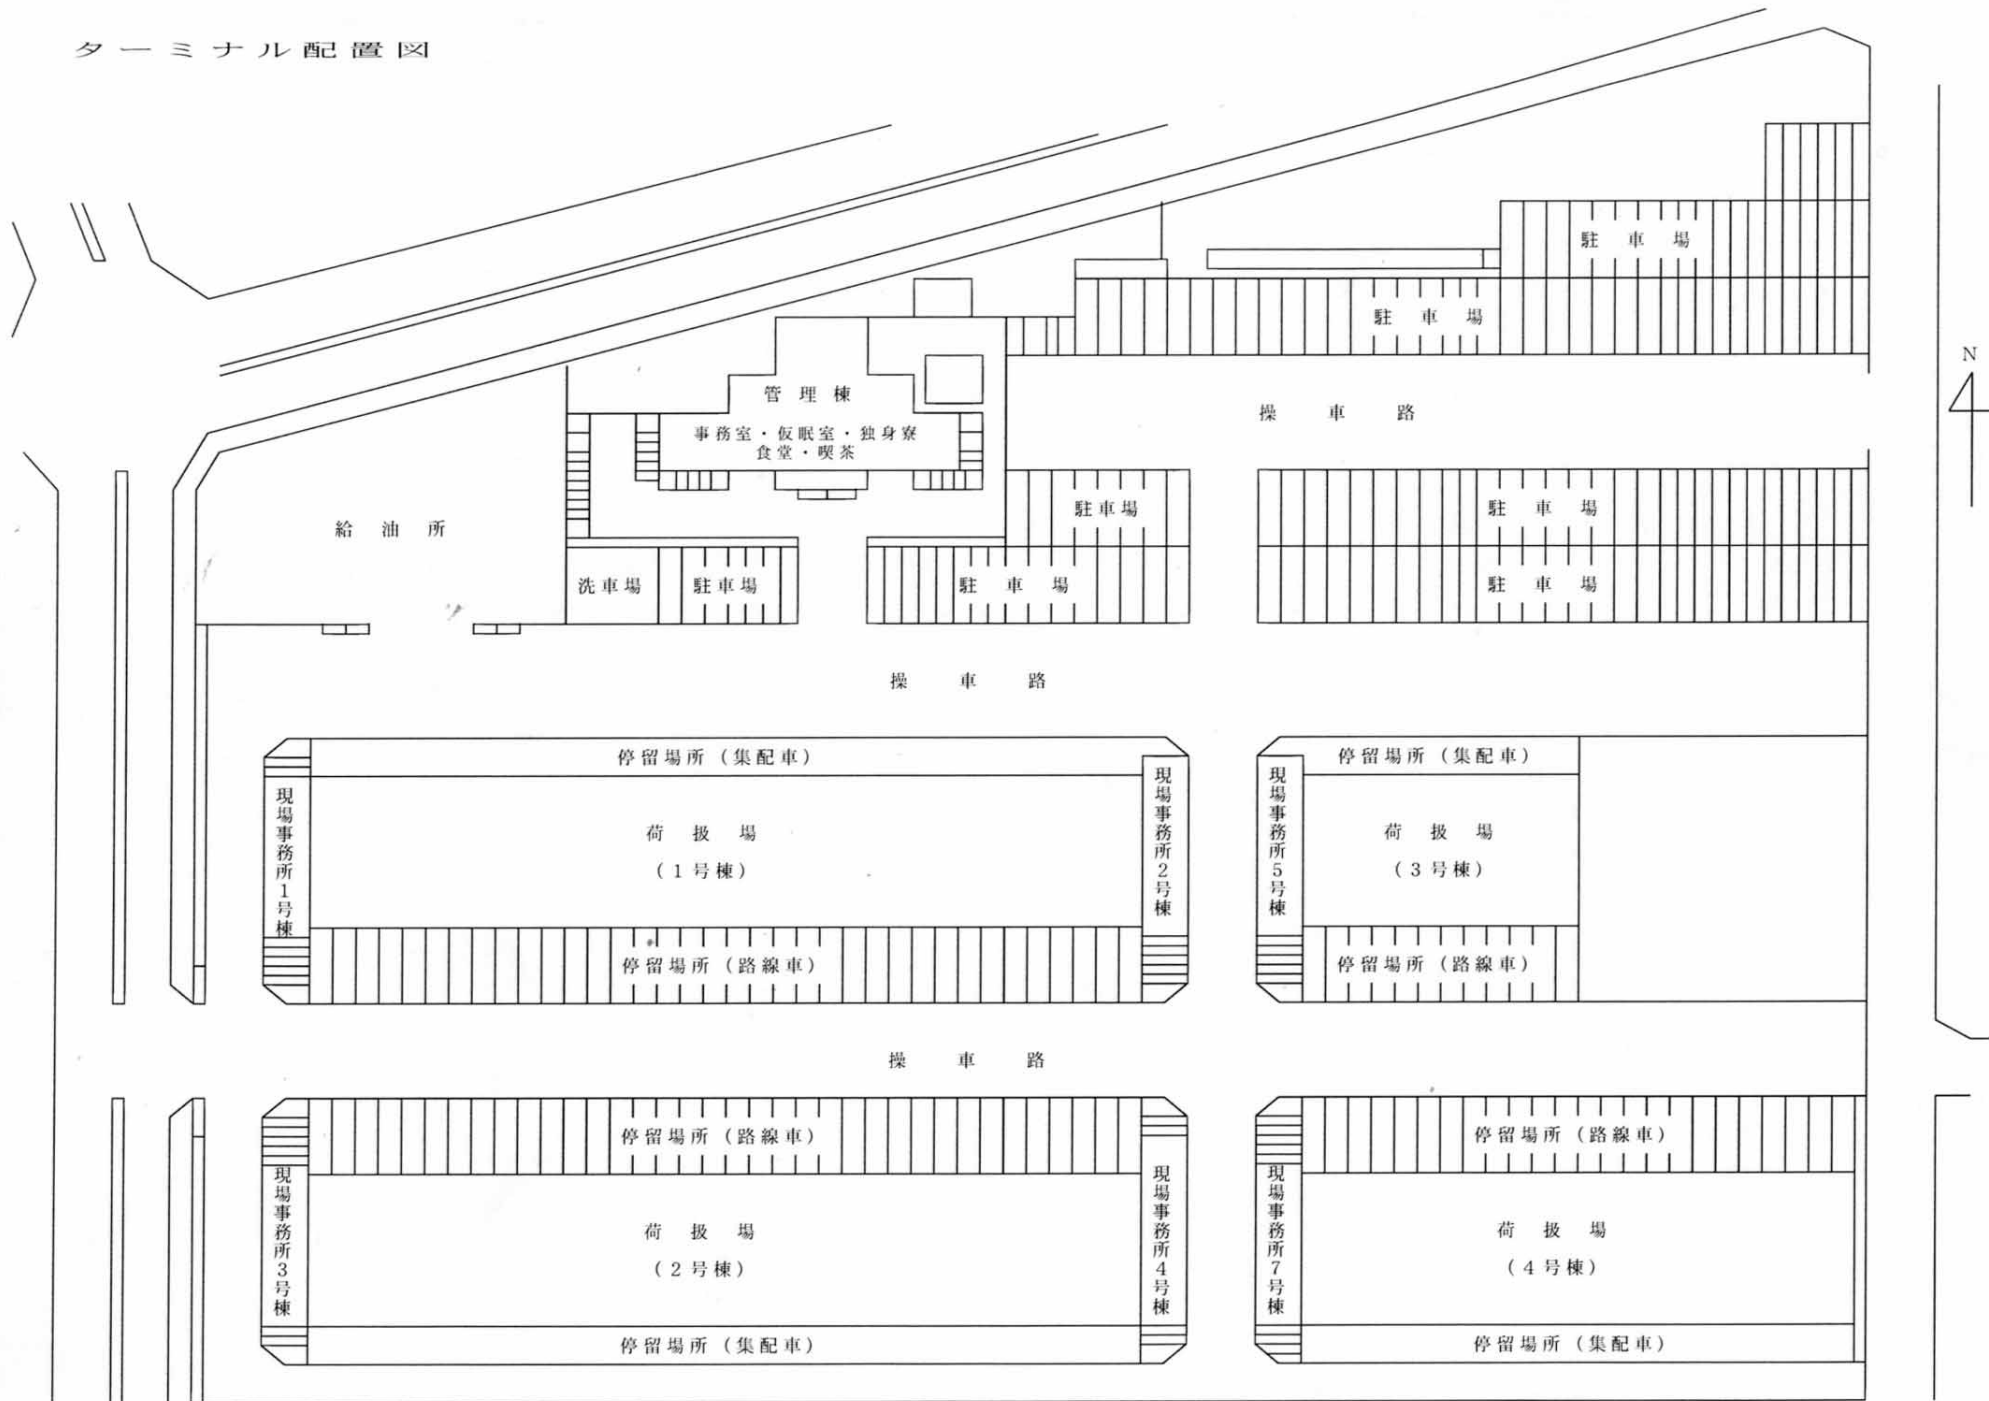 ターミナル配置図
駐車場
駐車場
N
管理棟
操車路
事務室・仮眠室・独身寮
食堂・喫茶
駐車場
駐車場
給油所
洗車場
駐車場
駐車場
駐車場
操車路
停留場所(集配車)
停留場所(集配車)
現場事務所1号棟
荷扱場
(1号棟)
現場事務所2号棟
現場事務所5号棟
荷扱場
(3号棟)
停留場所(路線車)
停留場所(路線車)
操車路
停留場所(路線車)
停留場所(路線車)
現場事務所3号棟
荷扱場
(2号棟)
現場事務所4号棟
現場事務所7号棟
荷扱場
(4号棟)
停留場所(集配車)
停留場所(集配車)